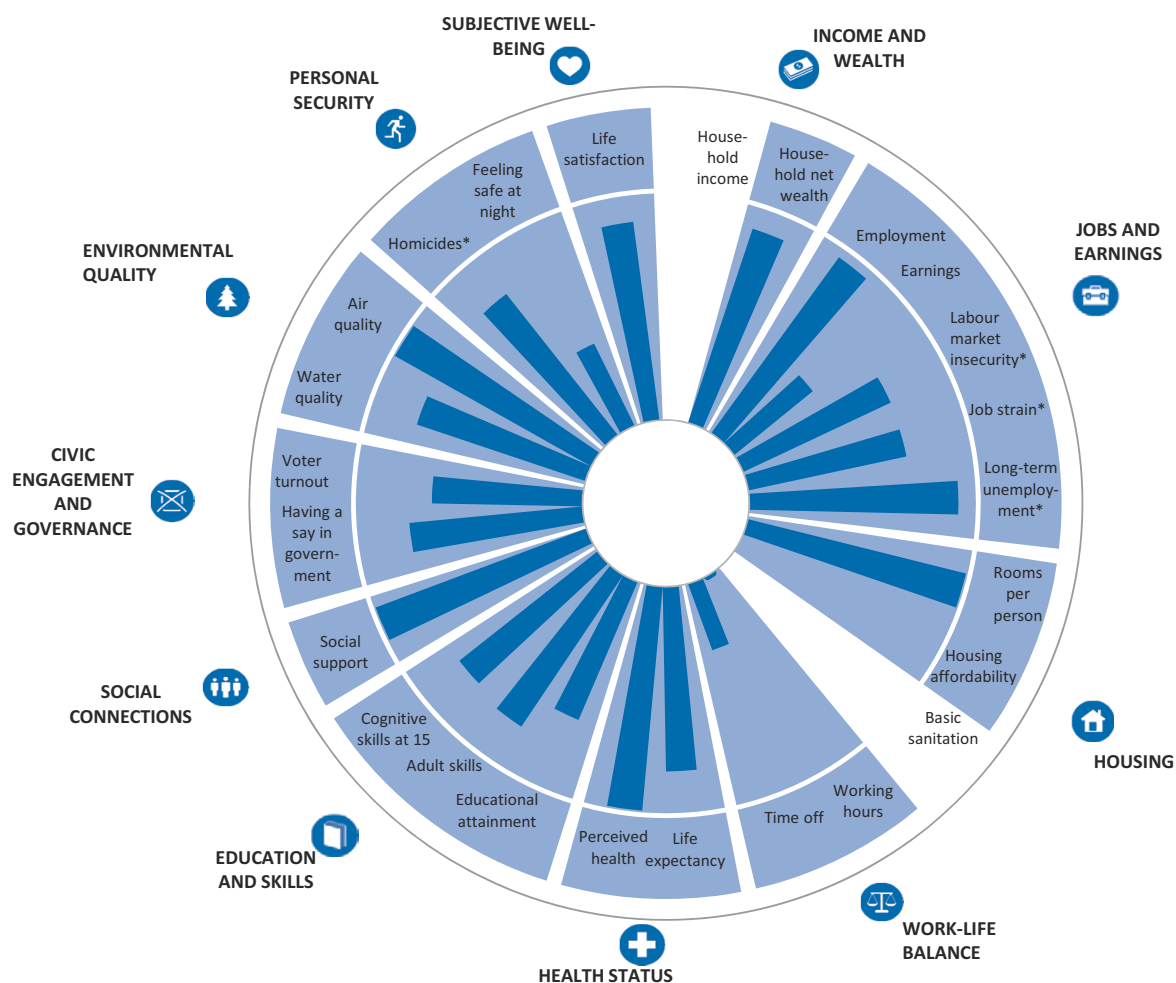 SUBJECTIVE WELL-
BEING
INCOME AND
WEALTH
PERSONAL
SECURITY
House-
hold
income
House-
hold net
wealth
Life
satisfaction
Feeling
safe at
night
Homicides*
Employment
Earnings
JOBS AND
EARNINGS
ENVIRONMENTAL
QUALITY
Air
quality
Water
quality
Labour
market
insecurity*
Job strain*
Long-term
unemploy-
ment*
CIVIC
ENGAGEMENT
AND
GOVERNANCE
Voter
turnout
Having a
say in
govern-
ment
Rooms
per
person
Housing
affordability
Basic
sanitation
HOUSING
SOCIAL
CONNECTIONS
Social
support
Cognitive
skills at 15
Adult skills
Educational
attainment
EDUCATION
AND SKILLS
Perceived
health
Life
expectancy
HEALTH STATUS
Time off
Working
hours
WORK-LIFE
BALANCE